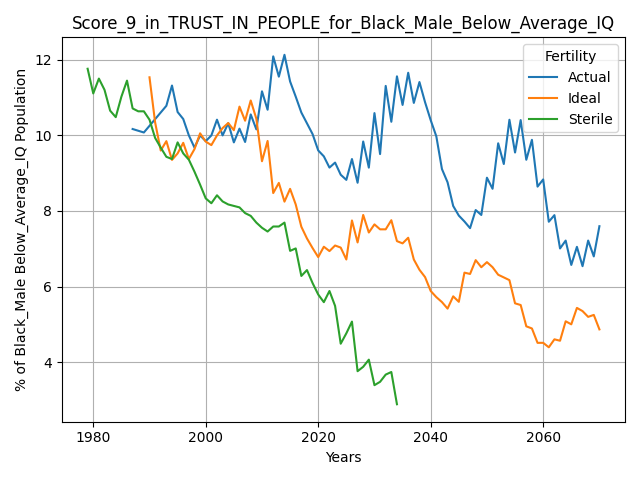 Score_9_in_TRUST_IN_PEOPLE_for_Black_Male_Below_Average_IQ
% of Black_Male Below_Average_IQ Population
12
10
8
6
4
Fertility
Actual
Ideal
Sterile
1980
2000
2020
2040
2060
Years